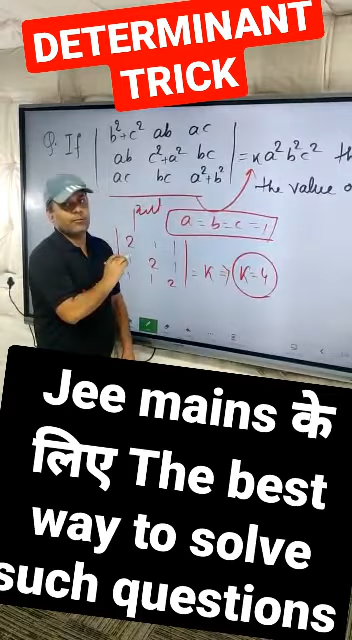 DETERMINANT
TRICK
Q. If | b²+c² ab ac |
| ab c²+a² bc | = K a²b²c² th
| ac bc a²+b² | the value o
put a = b = c = 1
| 2 1 1 |
| 1 2 1 | = K ⇒ K=4
| 1 1 2 |
Jee mains के
लिए The best
way to solve
such questions